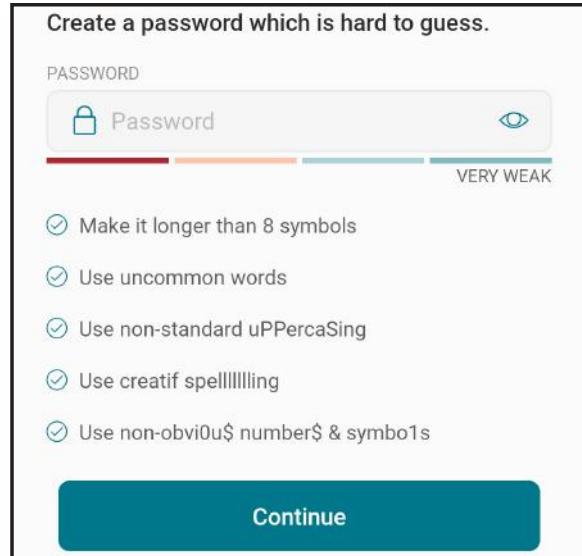 Create a password which is hard to guess.
PASSWORD
Password
VERY WEAK
Make it longer than 8 symbols
Use uncommon words
Use non-standard uPPercaSing
Use creatif spellllllling
Use non-obvi0u$ number$ & symbo1s
Continue